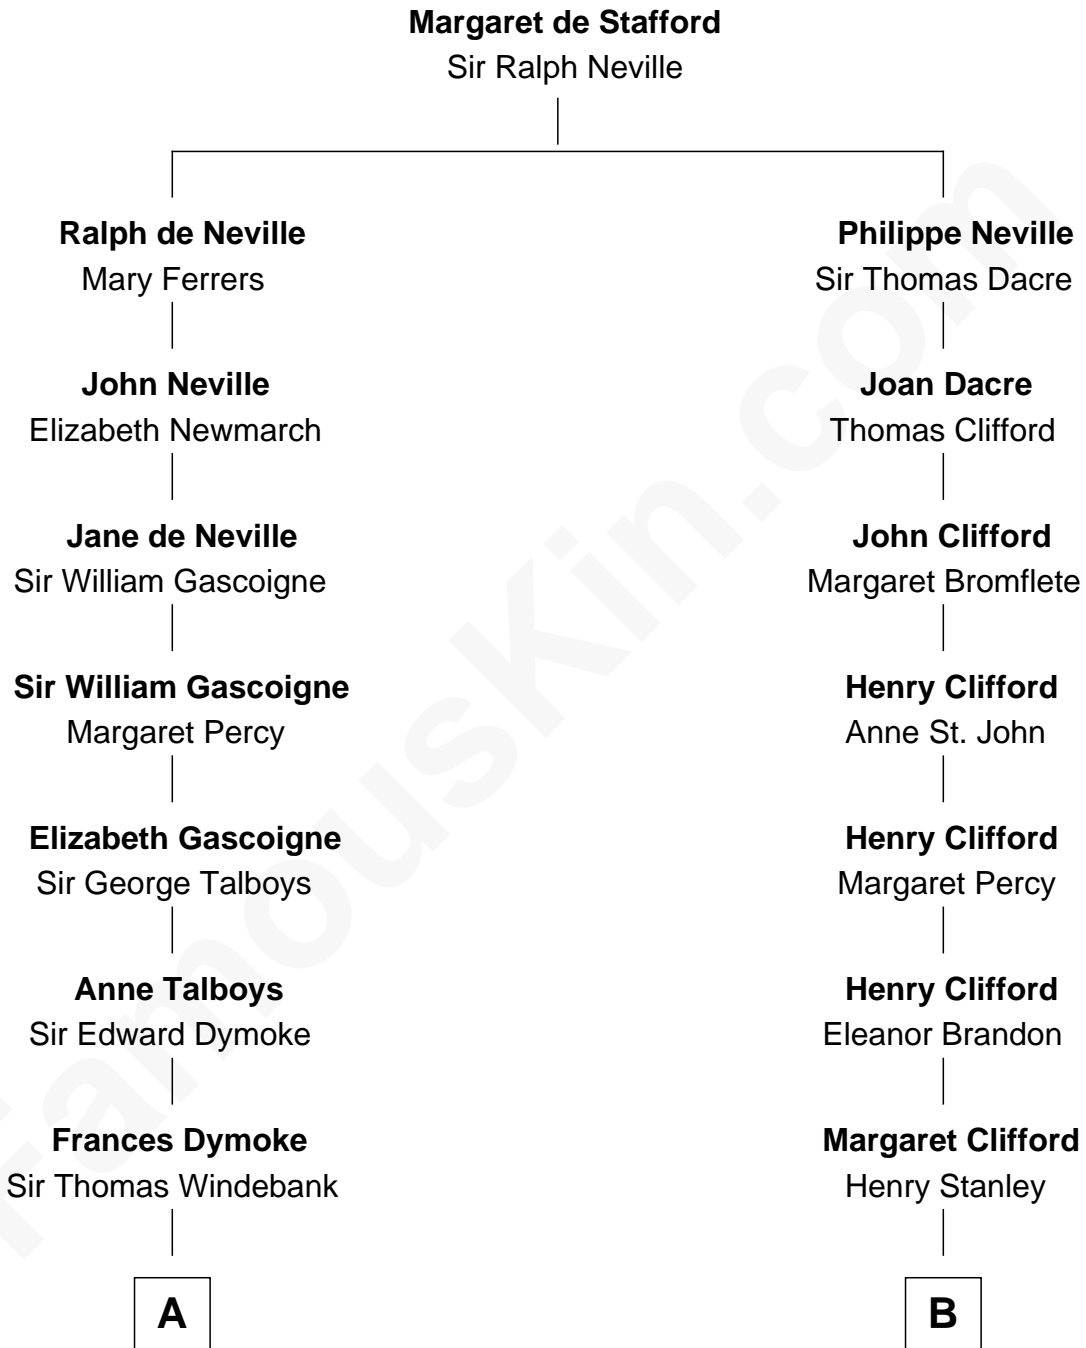 Margaret de Stafford
Sir Ralph Neville
Ralph de Neville
Mary Ferrers
John Neville
Elizabeth Newmarch
Jane de Neville
Sir William Gascoigne
Sir William Gascoigne
Margaret Percy
Elizabeth Gascoigne
Sir George Talboys
Anne Talboys
Sir Edward Dymoke
Frances Dymoke
Sir Thomas Windebank
A
Philippe Neville
Sir Thomas Dacre
Joan Dacre
Thomas Clifford
John Clifford
Margaret Bromflete
Henry Clifford
Anne St. John
Henry Clifford
Margaret Percy
Henry Clifford
Eleanor Brandon
Margaret Clifford
Henry Stanley
B
FamousKin.com